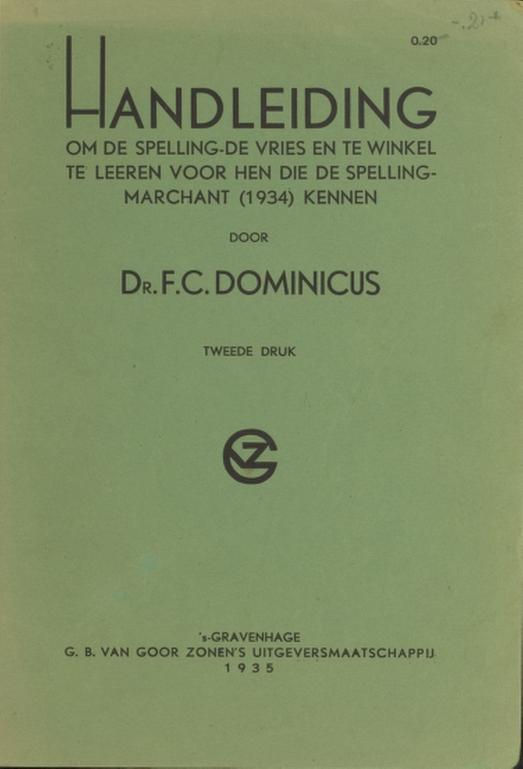 0.20
HANDLEIDING
OM DE SPELLING-DE VRIES EN TE WINKEL
TE LEEREN VOOR HEN DIE DE SPELLING-
MARCHANT (1934) KENNEN
DOOR
DR. F. C. DOMINICUS
TWEEDE DRUK
's-GRAVENHAGE
G. B. VAN GOOR ZONEN'S UITGEVERSMAATSCHAPPIJ
1935